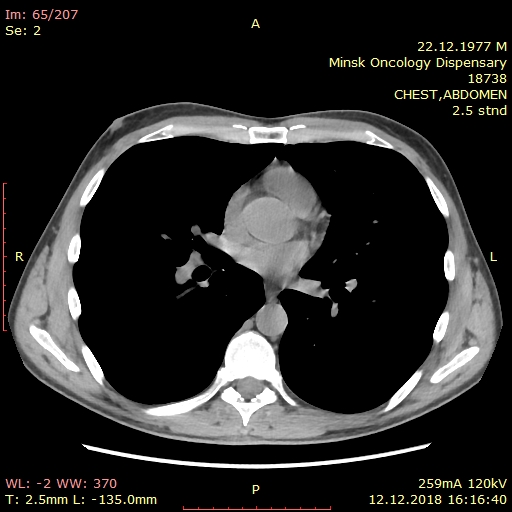 Im: 65/207
Se: 2
A
22.12.1977 M
Minsk Oncology Dispensary
18738
CHEST,ABDOMEN
2.5 stnd
R
L
WL: -2 WW: 370
T: 2.5mm L: -135.0mm
P
259mA 120kV
12.12.2018 16:16:40